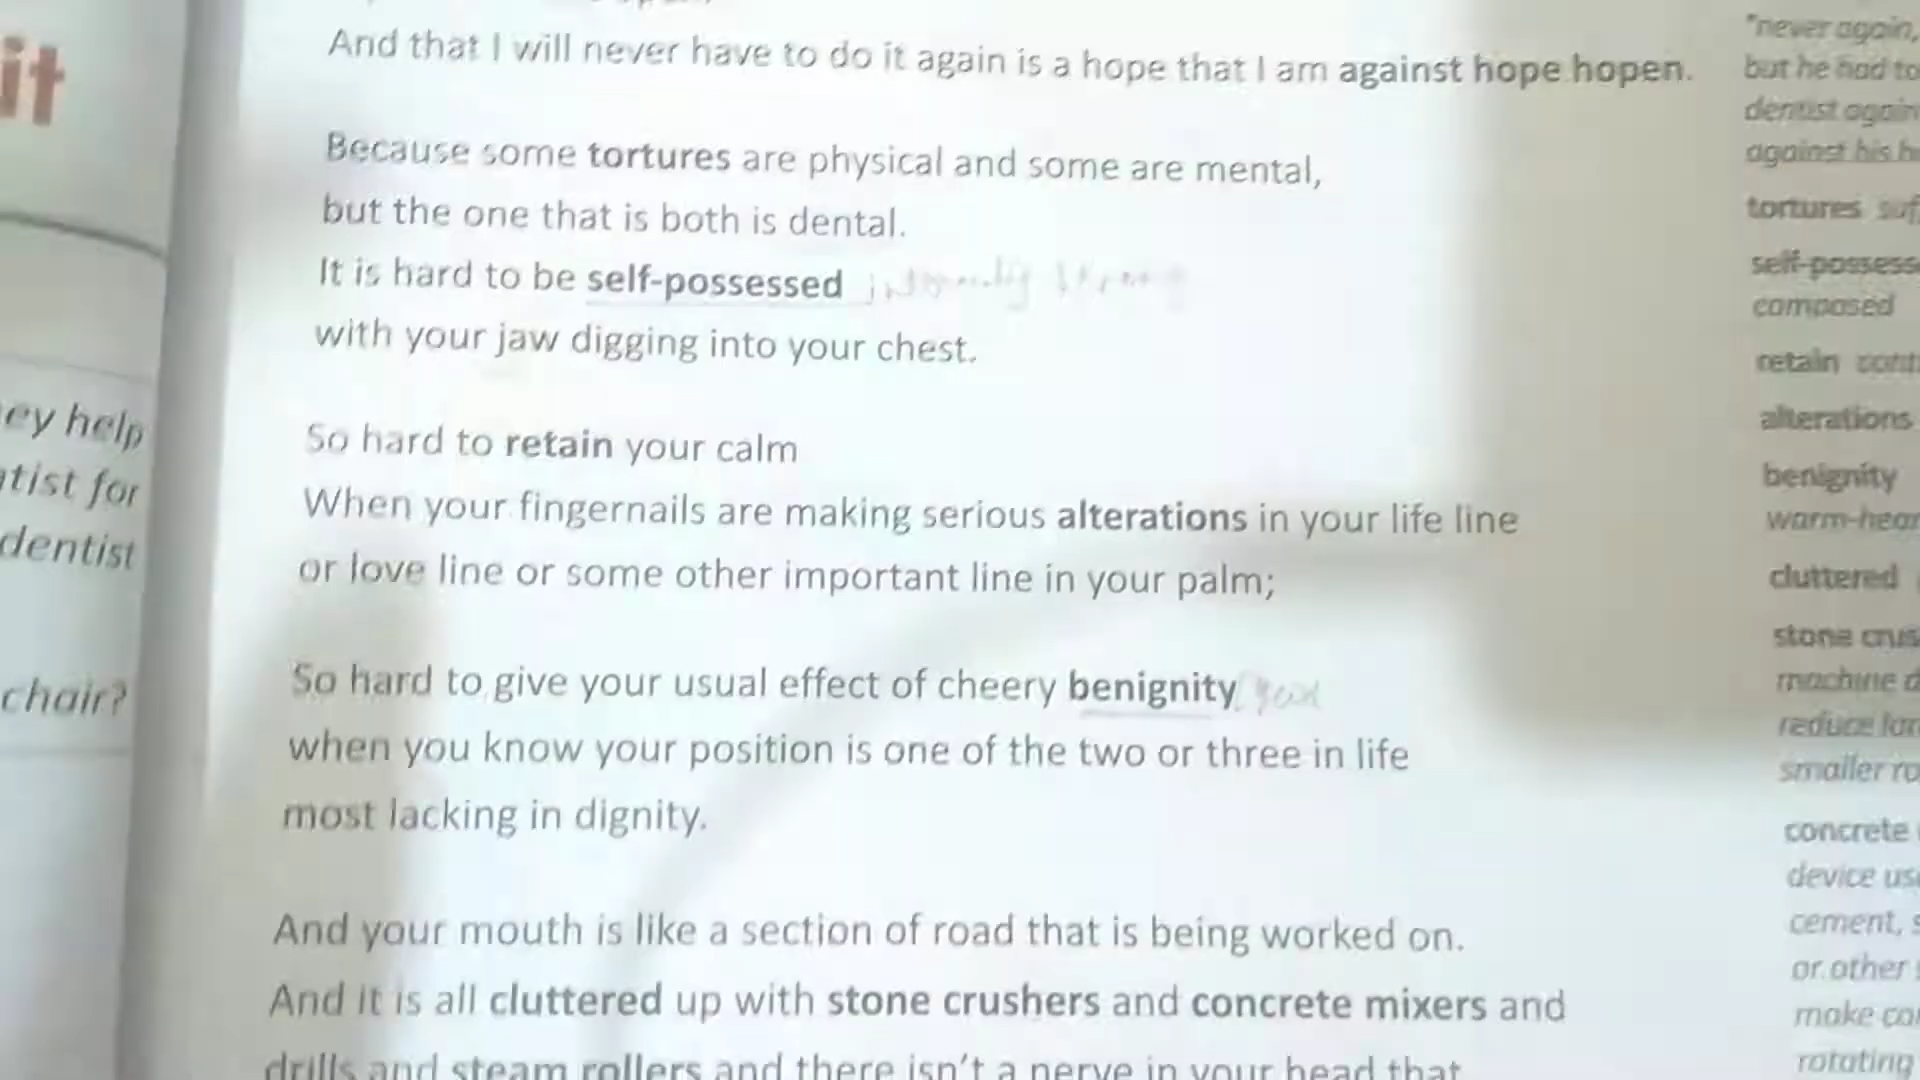 it
ey help
tist for
dentist
chair?
And that I will never have to do it again is a hope that I am against hope hopen.
Because some tortures are physical and some are mental,
but the one that is both is dental.
It is hard to be self-possessed
with your jaw digging into your chest.
So hard to retain your calm
When your fingernails are making serious alterations in your life line
or love line or some other important line in your palm;
So hard to give your usual effect of cheery benignity
when you know your position is one of the two or three in life
most lacking in dignity.
And your mouth is like a section of road that is being worked on.
And it is all cluttered up with stone crushers and concrete mixers and
drills and steam rollers and there isn't a nerve in your head that
"never again,
but he had to
dentist again
against his h
tortures suf
self-possess
composed
retain cont
alterations
benignity
warm-hear
cluttered
stone crus
machine d
reduce lar
smaller ro
concrete
device us
cement, s
or other
make co
rotating